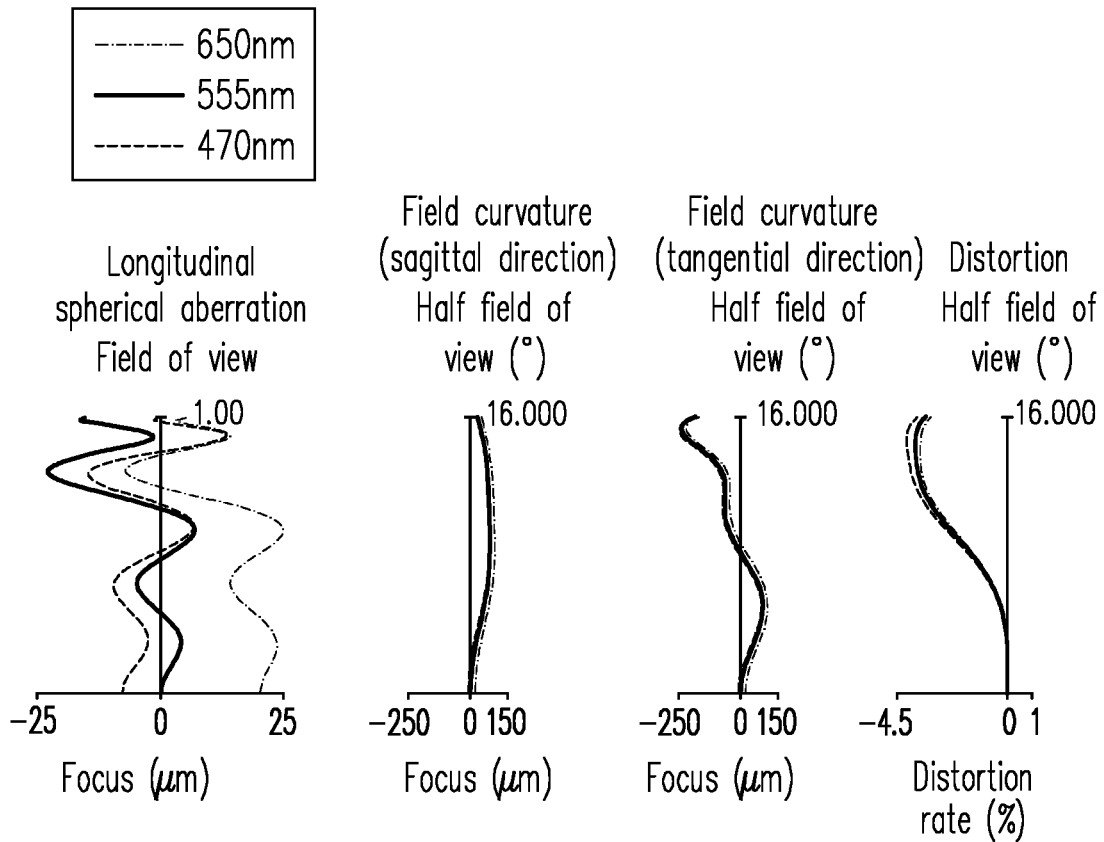 650nm
555nm
470nm
Longitudinal
spherical aberration
Field of view
1.00
-25
0
25
Focus (μm)
Field curvature
(sagittal direction)
Half field of
view (°)
16.000
-250
0
150
Focus (μm)
Field curvature
(tangential direction)
Half field of
view (°)
16.000
-250
0
150
Focus (μm)
Distortion
Half field of
view (°)
16.000
-4.5
0
1
Distortion
rate (%)